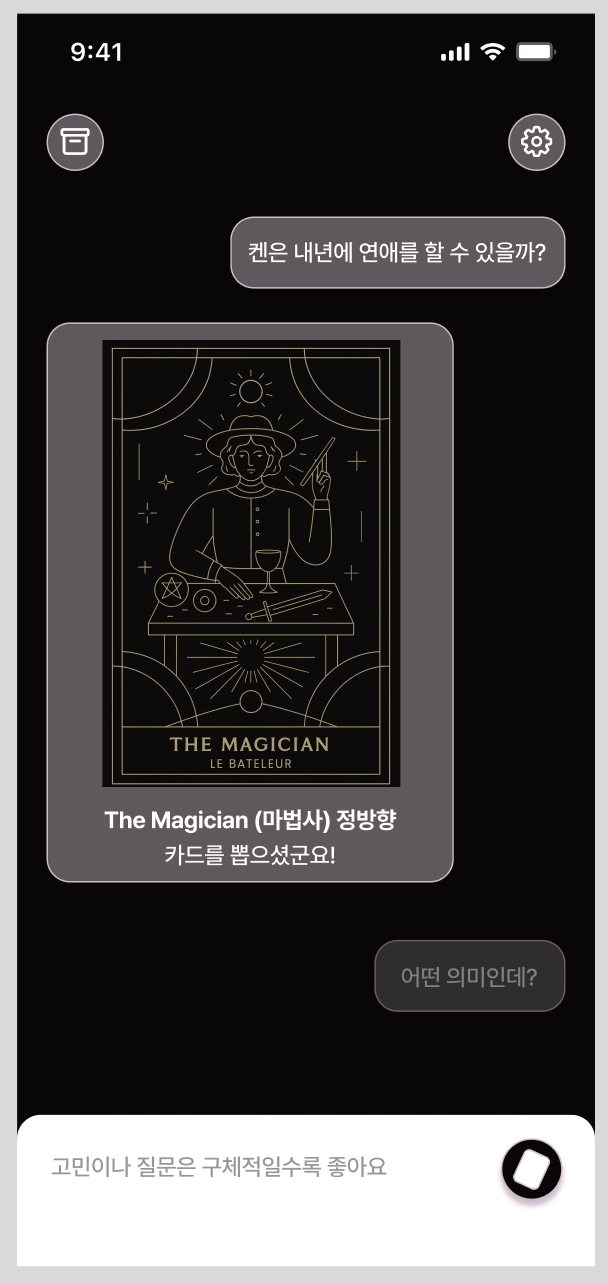 9:41
켄은 내년에 연애를 할 수 있을까?
THE MAGICIAN
LE BATELEUR
The Magician (마법사) 정방향
카드를 뽑으셨군요!
어떤 의미인데?
고민이나 질문은 구체적일수록 좋아요